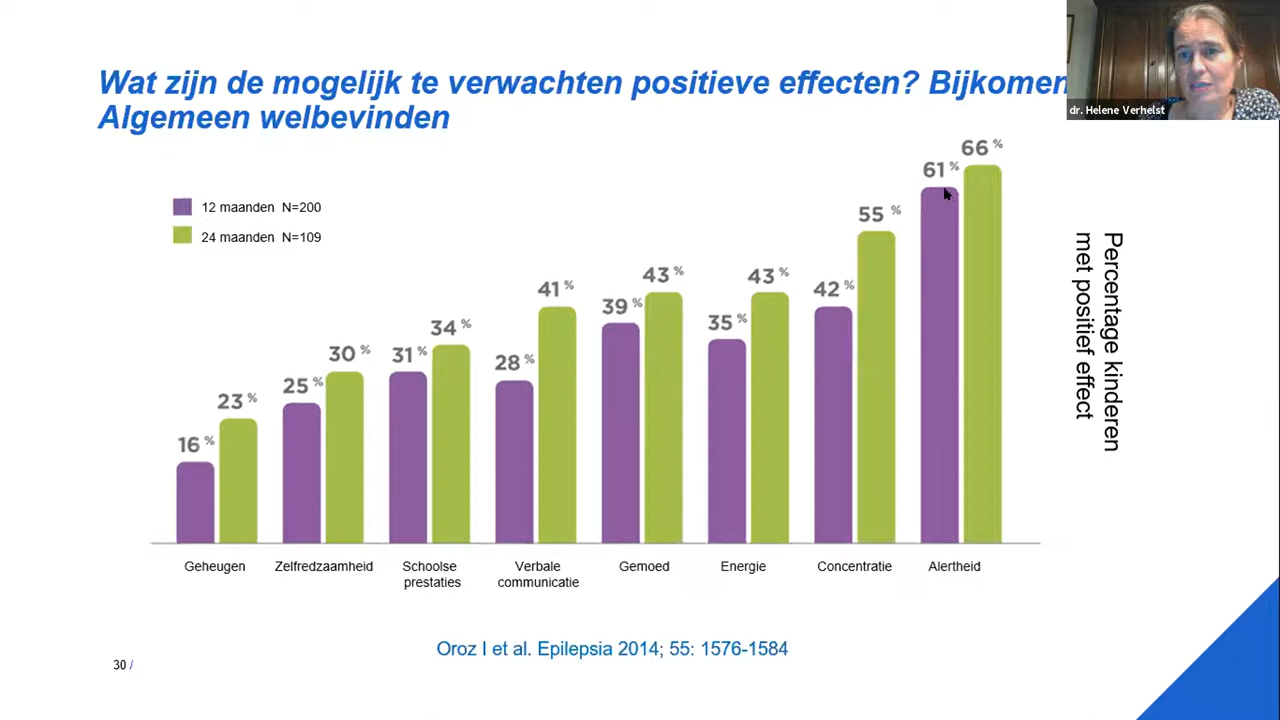 Wat zijn de mogelijk te verwachten positieve effecten? Bijkomen
Algemeen welbevinden
dr. Helene Verhelst
12 maanden N=200
24 maanden N=109
16 %
23 %
25 %
30 %
31 %
34 %
28 %
41 %
39 %
43 %
35 %
43 %
42 %
55 %
61 %
66 %
Percentage kinderen
met positief effect
Geheugen
Zelfredzaamheid
Schoolse
prestaties
Verbale
communicatie
Gemoed
Energie
Concentratie
Alertheid
Oroz I et al. Epilepsia 2014; 55: 1576-1584
30 /